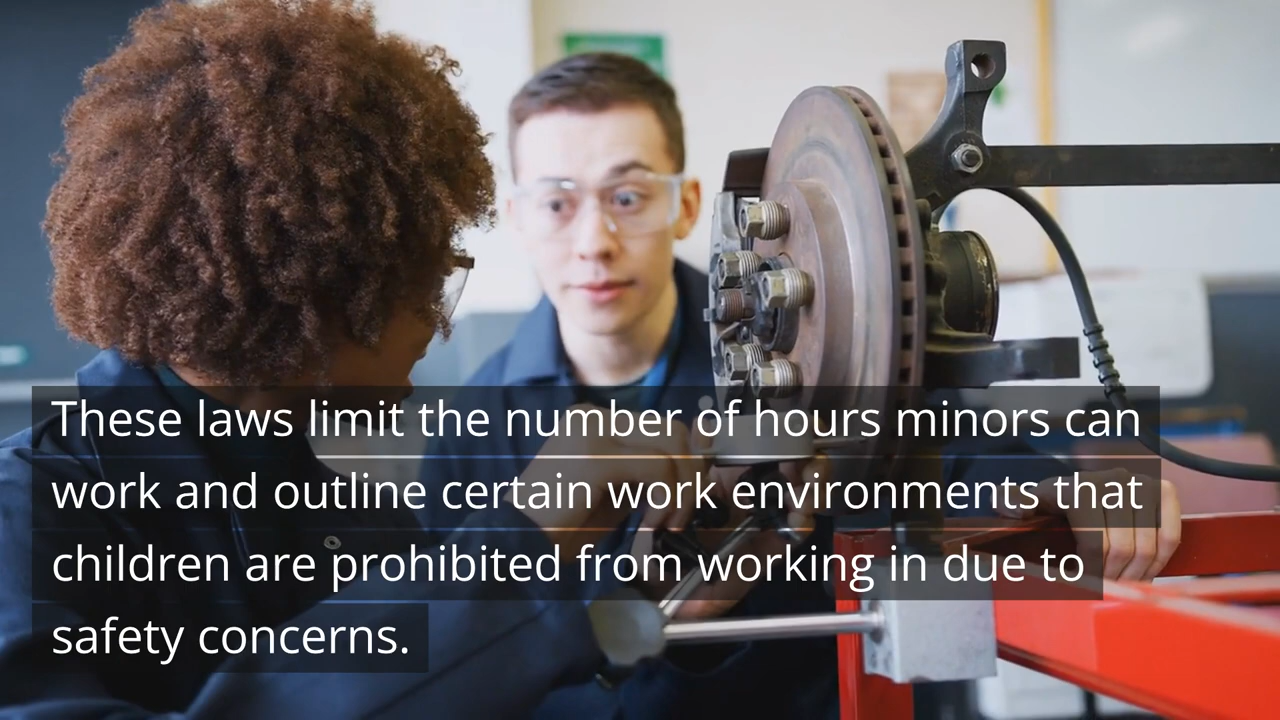 These laws limit the number of hours minors can
work and outline certain work environments that
children are prohibited from working in due to
safety concerns.